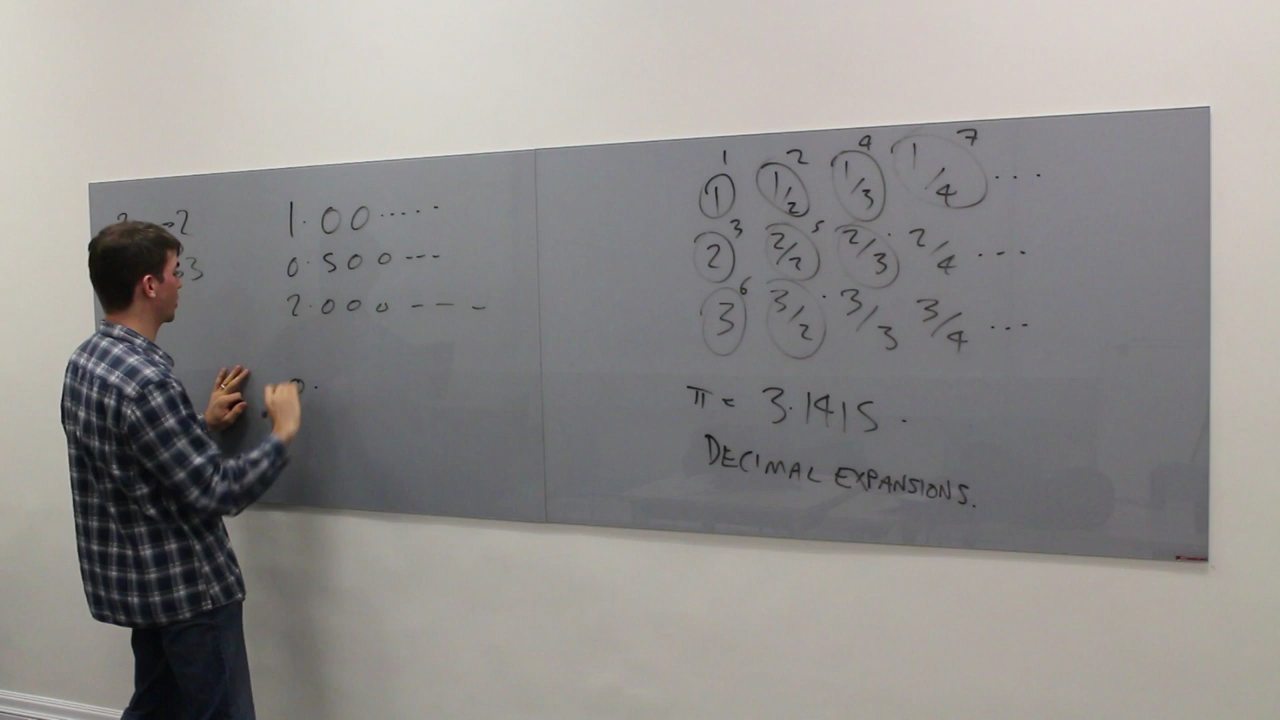 1.00.....
0.500---
2.000----
0.
1 2 4 7
1 1/2 1/3 1/4 ...
3 5
2 2/2 2/3 2/4 ...
6
3 3/2 3/3 3/4 ...
π = 3.1415.
DECIMAL EXPANSIONS.